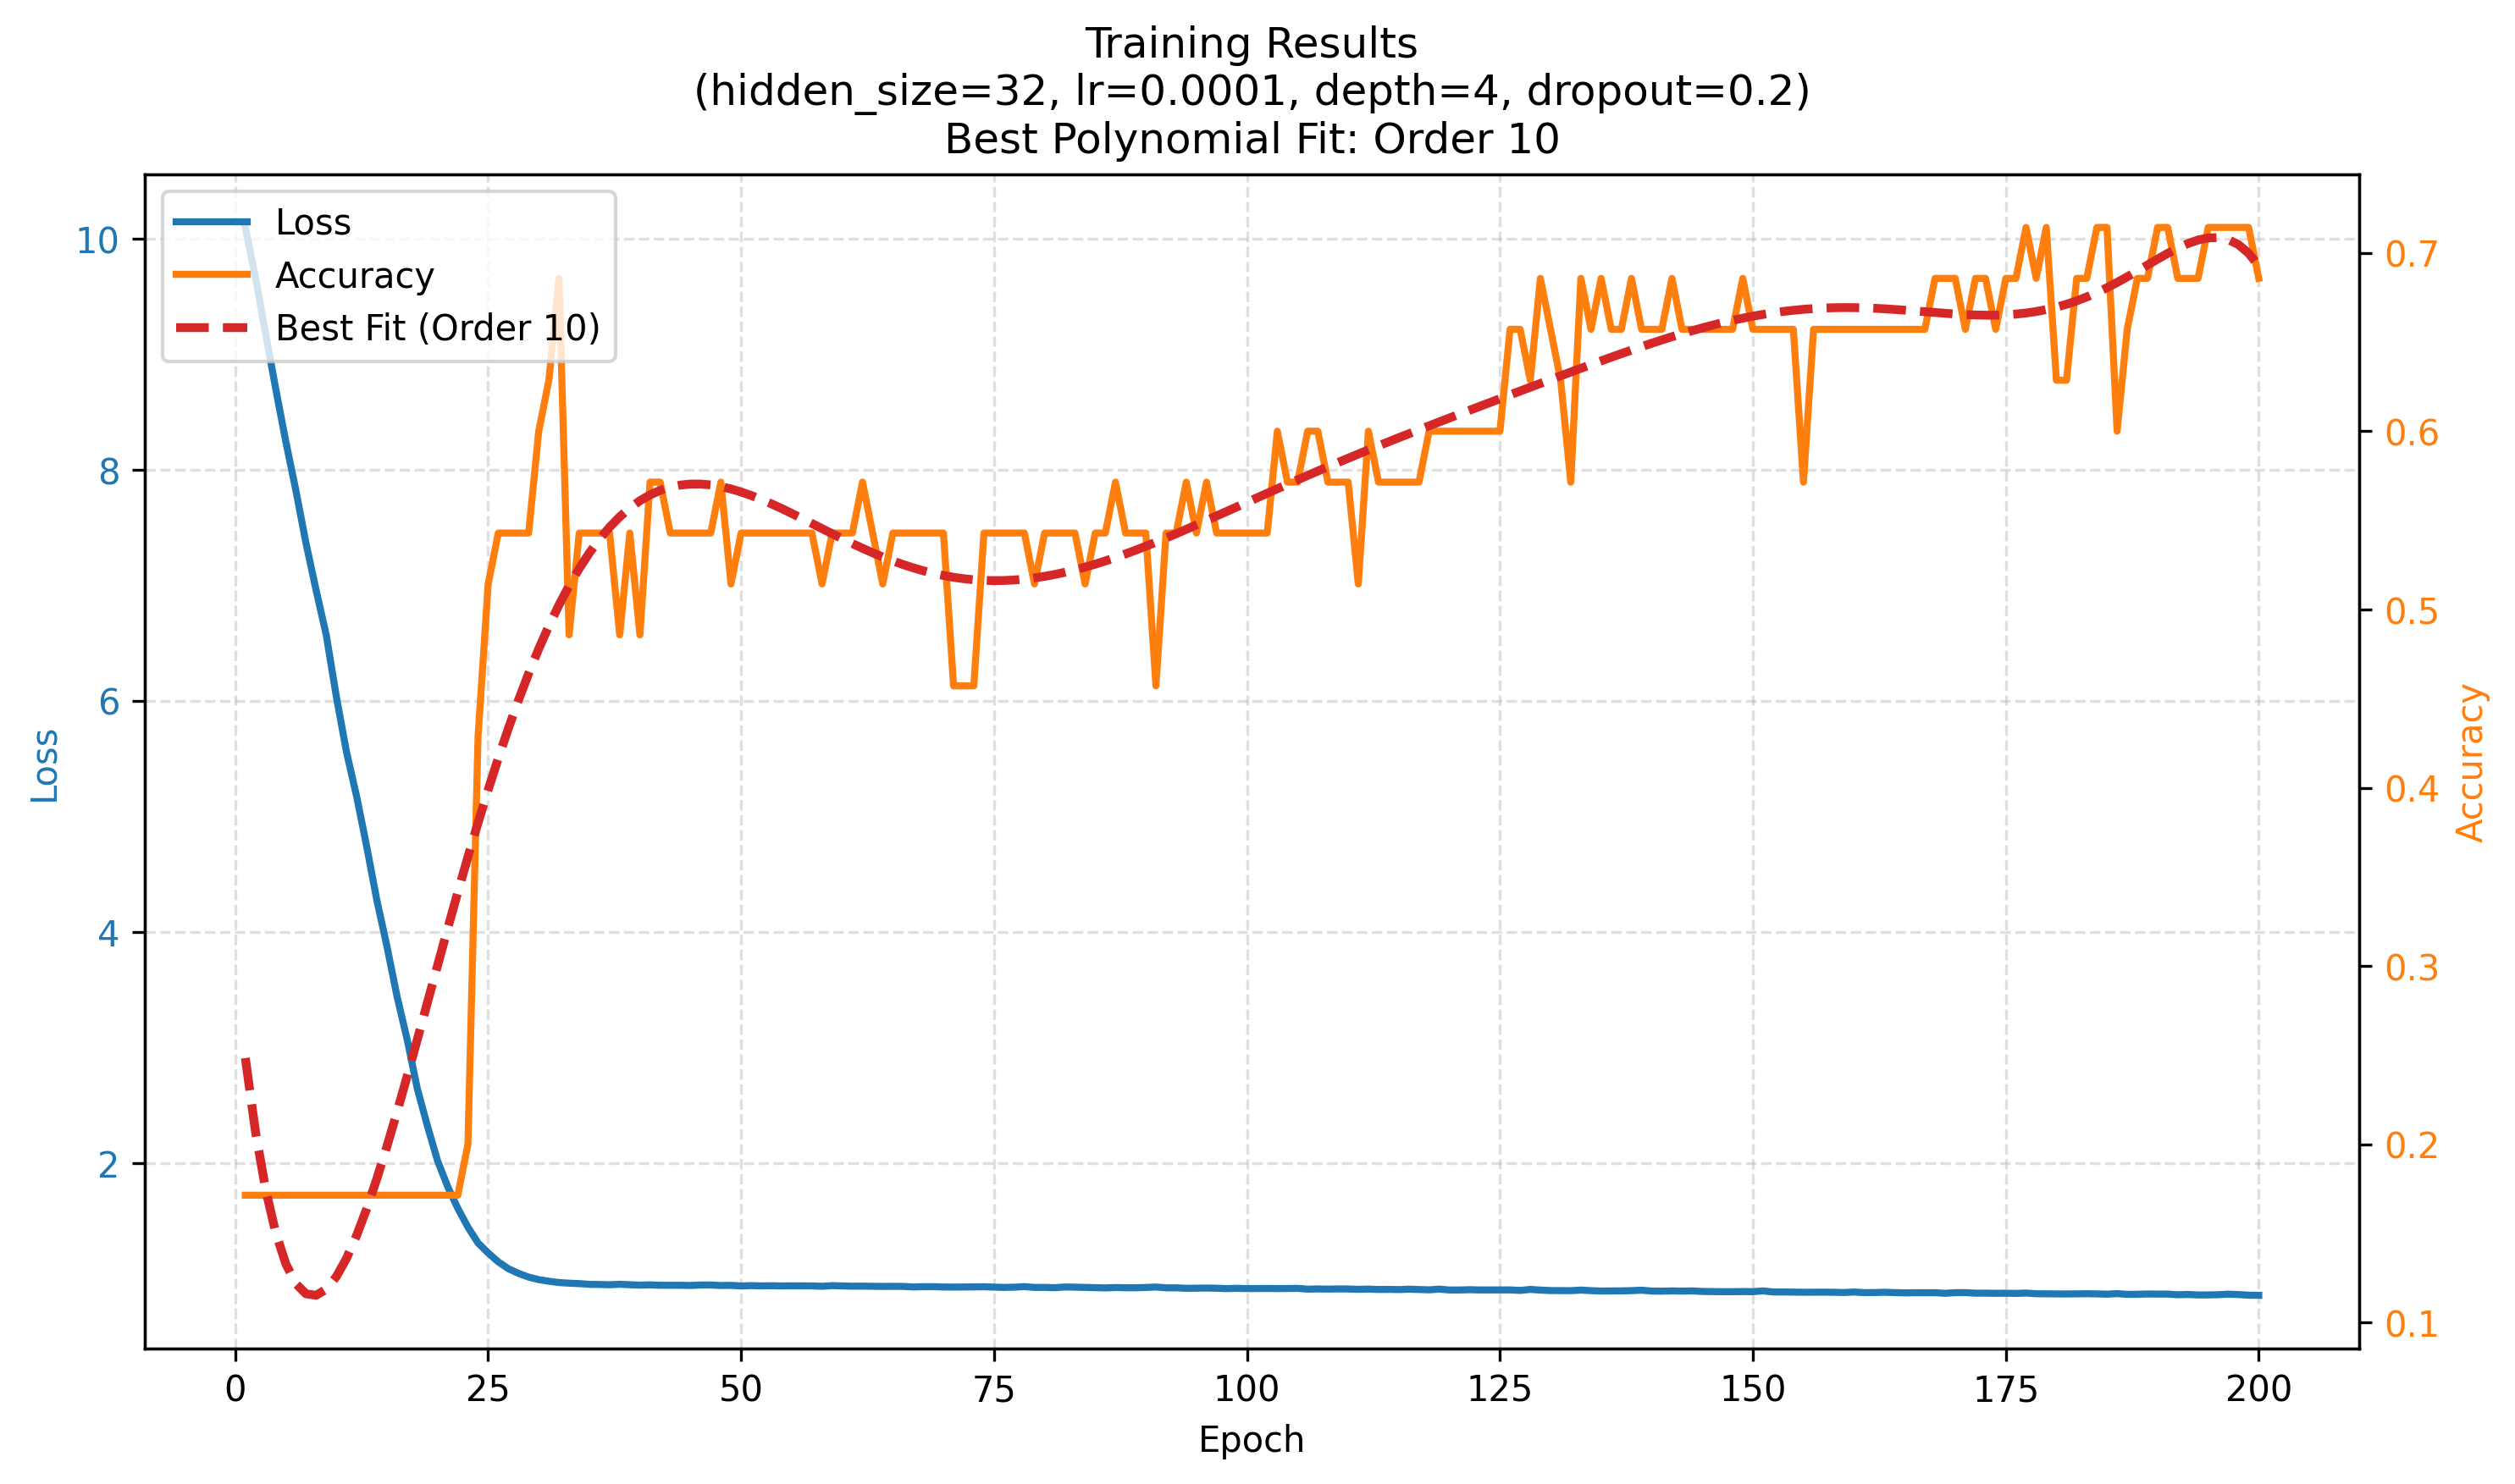 Training Results
(hidden_size=32, lr=0.0001, depth=4, dropout=0.2)
Best Polynomial Fit: Order 10
Loss
Accuracy
Best Fit (Order 10)
10
8
6
4
2
Loss
0.7
0.6
0.5
0.4
0.3
0.2
0.1
Accuracy
0 25 50 75 100 125 150 175 200
Epoch